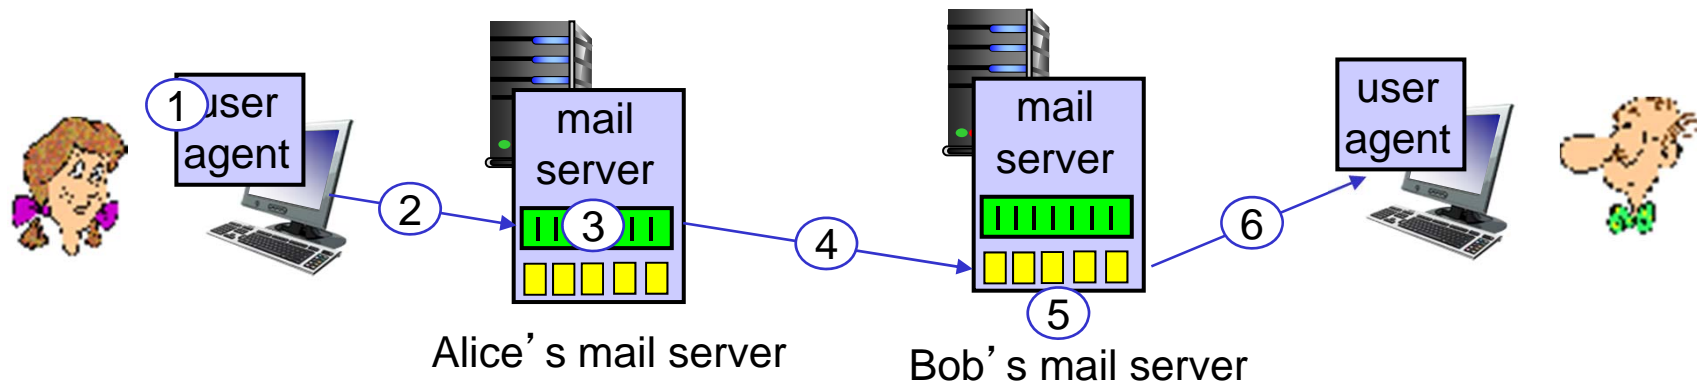 1
user
agent
2
mail
server
3
4
mail
server
5
6
user
agent
Alice’s mail server
Bob’s mail server